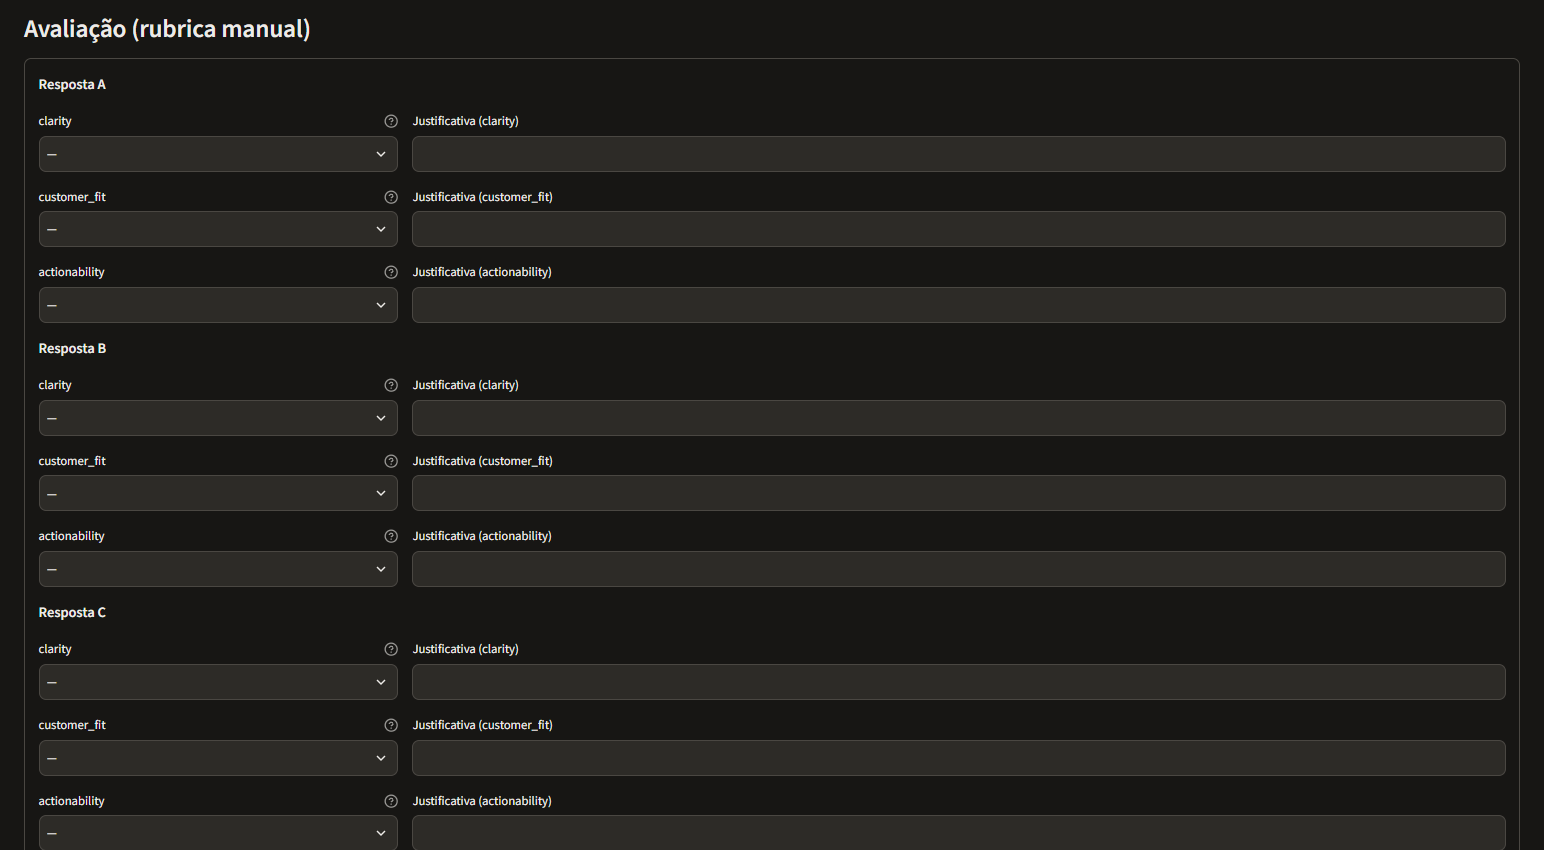 Avaliação (rubrica manual)
Resposta A
clarity
Justificativa (clarity)
—
customer_fit
Justificativa (customer_fit)
—
actionability
Justificativa (actionability)
—
Resposta B
clarity
Justificativa (clarity)
—
customer_fit
Justificativa (customer_fit)
—
actionability
Justificativa (actionability)
—
Resposta C
clarity
Justificativa (clarity)
—
customer_fit
Justificativa (customer_fit)
—
actionability
Justificativa (actionability)
—